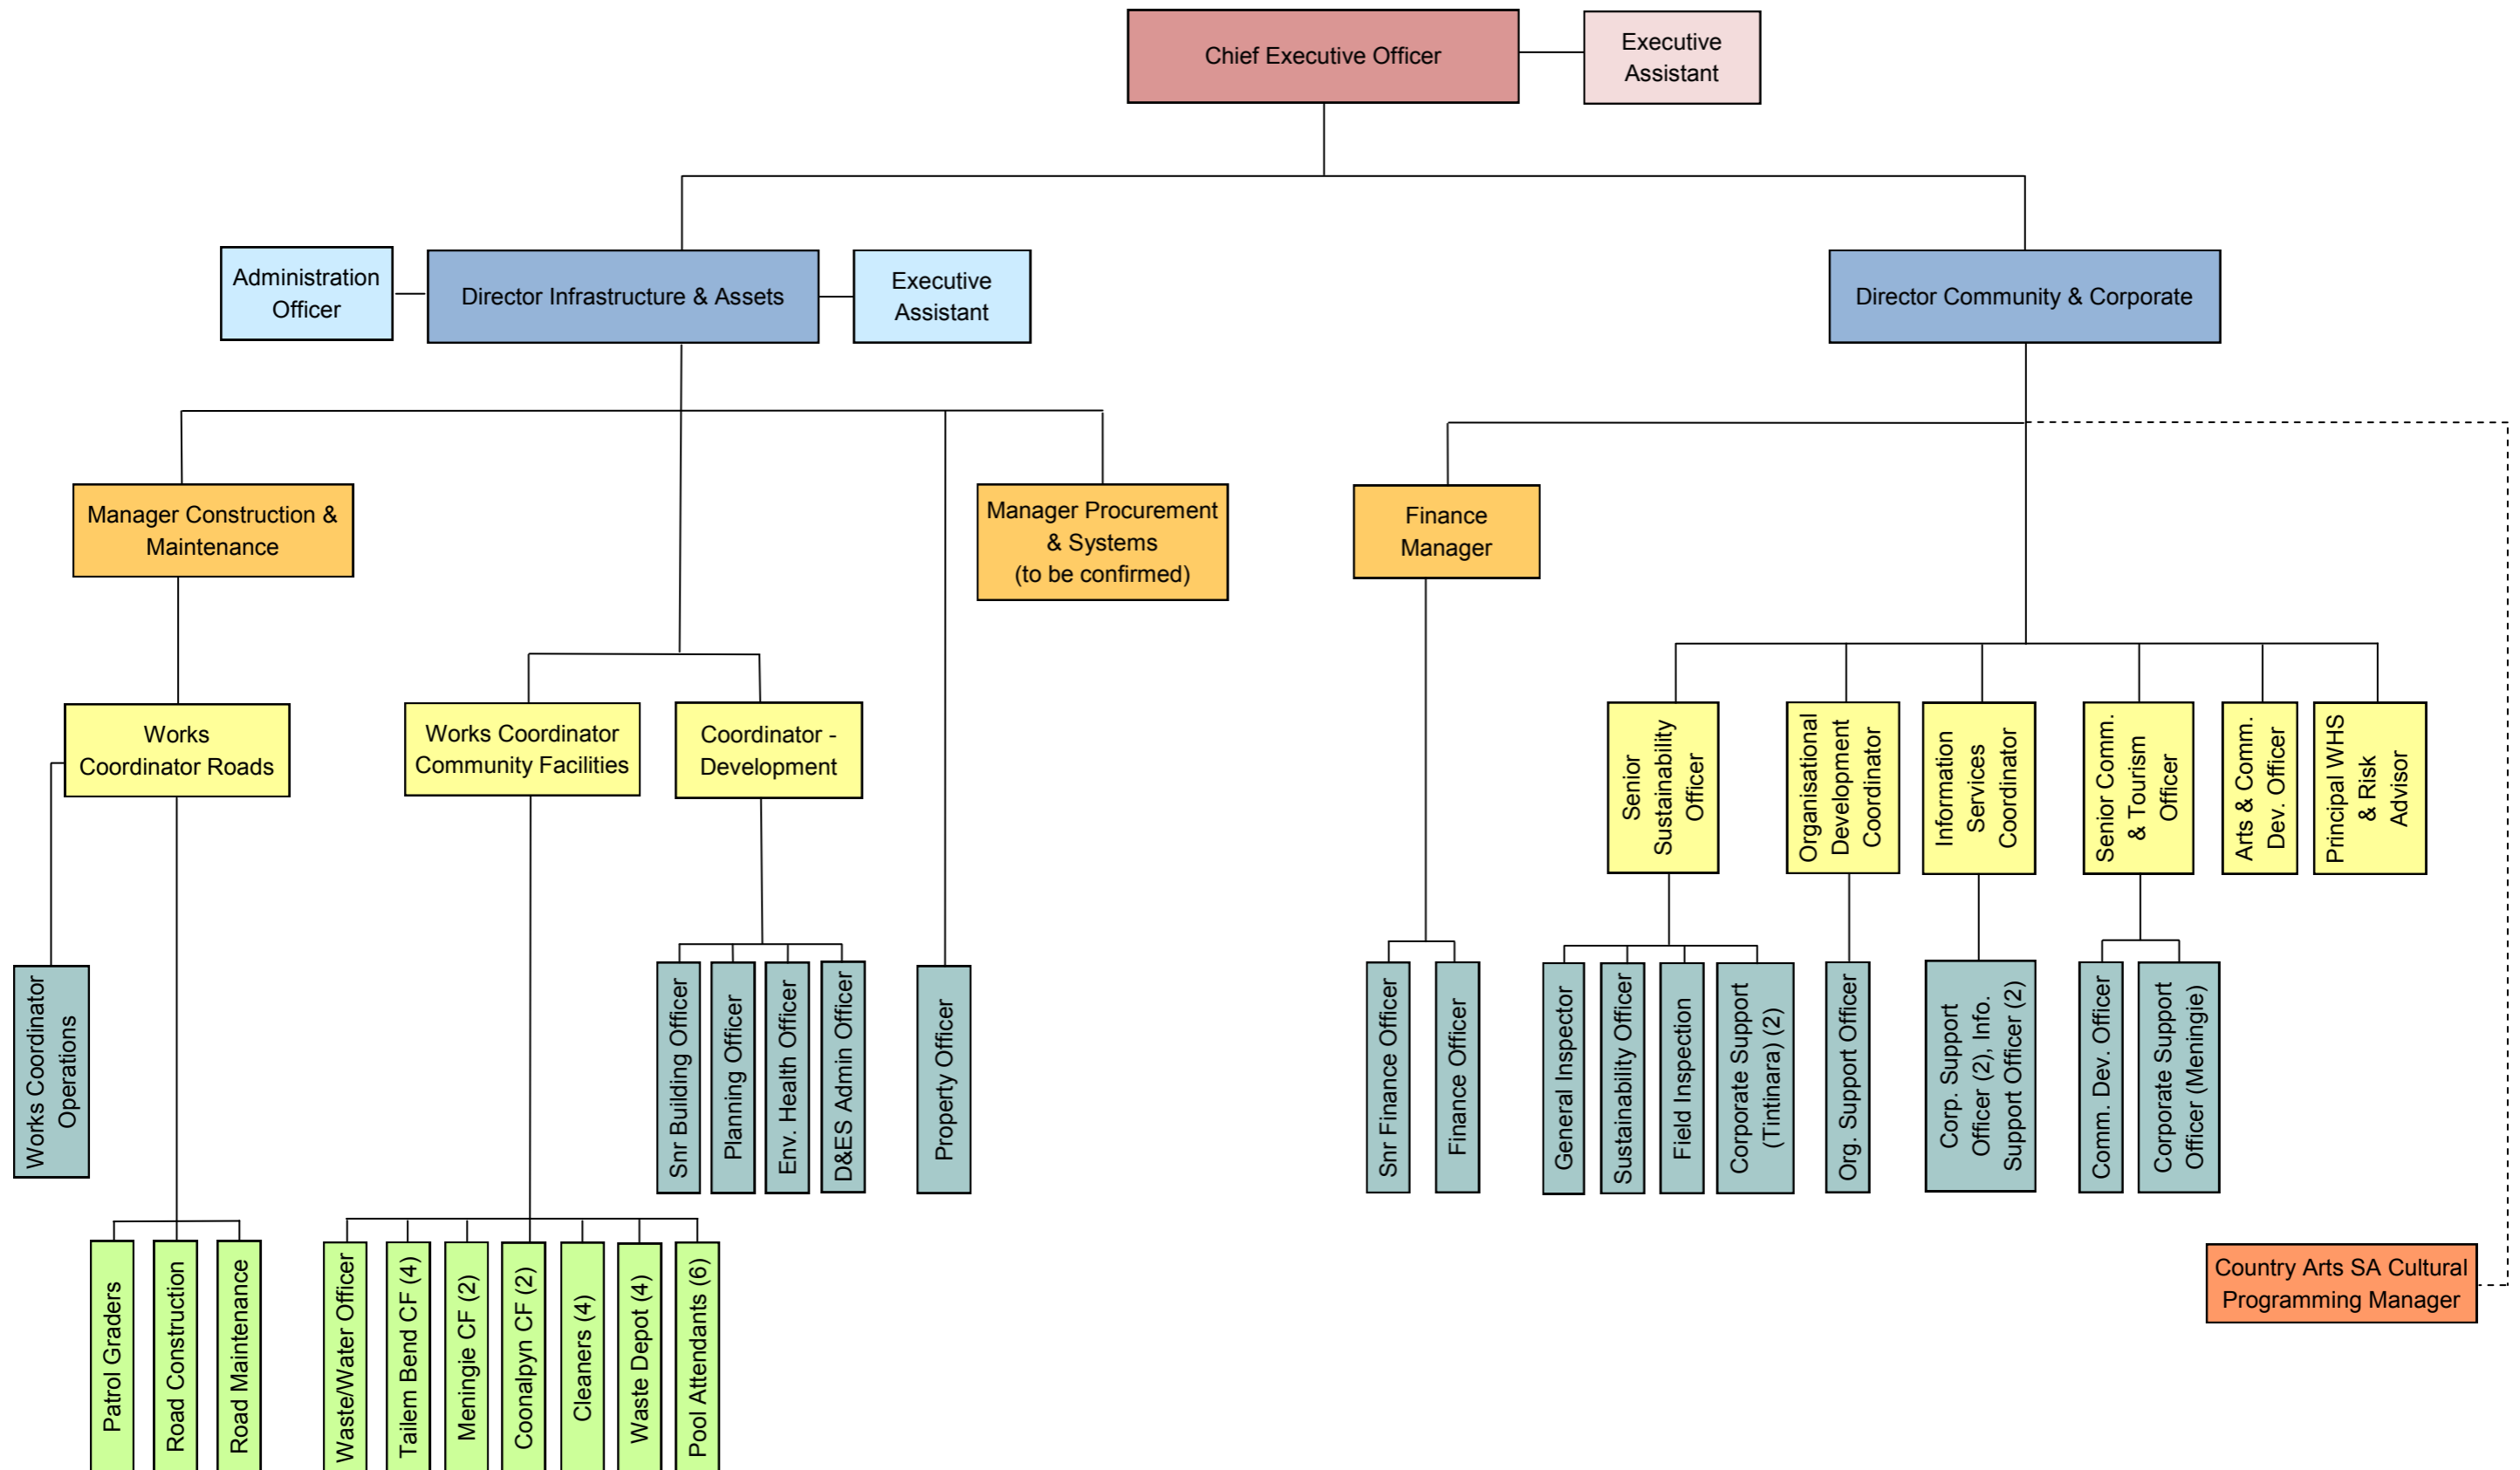 Chief Executive Officer
Executive
Assistant
Administration
Officer
Director Infrastructure & Assets
Executive
Assistant
Director Community & Corporate
Manager Construction &
Maintenance
Manager Procurement
& Systems
(to be confirmed)
Finance
Manager
Works
Coordinator Roads
Works Coordinator
Community Facilities
Coordinator -
Development
Senior
Sustainability
Officer
Organisational
Development
Coordinator
Information
Services
Coordinator
Senior Comm.
& Tourism
Officer
Arts & Comm.
Dev. Officer
Principal WHS
& Risk
Advisor
Works Coordinator
Operations
Snr Building Officer
Planning Officer
Env. Health Officer
D&ES Admin Officer
Property Officer
Snr Finance Officer
Finance Officer
General Inspector
Sustainability Officer
Field Inspection
Corporate Support
(Tintinara) (2)
Org. Support Officer
Corp. Support
Officer (2), Info.
Support Officer (2)
Comm. Dev. Officer
Corporate Support
Officer (Meningie)
Patrol Graders
Road Construction
Road Maintenance
Waste/Water Officer
Tailem Bend CF (4)
Meningie CF (2)
Coonalpyn CF (2)
Cleaners (4)
Waste Depot (4)
Pool Attendants (6)
Country Arts SA Cultural
Programming Manager